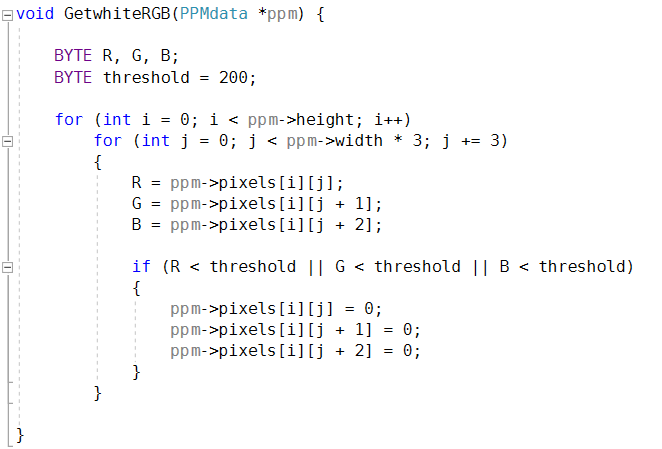 void GetwhiteRGB(PPMdata *ppm) {
BYTE R, G, B;
BYTE threshold = 200;
for (int i = 0; i < ppm->height; i++)
for (int j = 0; j < ppm->width * 3; j += 3)
{
R = ppm->pixels[i][j];
G = ppm->pixels[i][j + 1];
B = ppm->pixels[i][j + 2];
if (R < threshold || G < threshold || B < threshold)
{
ppm->pixels[i][j] = 0;
ppm->pixels[i][j + 1] = 0;
ppm->pixels[i][j + 2] = 0;
}
}
}